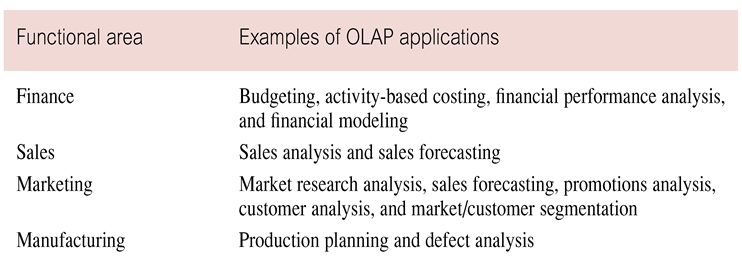 Functional area Examples of OLAP applications
Finance Budgeting, activity-based costing, financial performance analysis,
and financial modeling
Sales Sales analysis and sales forecasting
Marketing Market research analysis, sales forecasting, promotions analysis,
customer analysis, and market/customer segmentation
Manufacturing Production planning and defect analysis